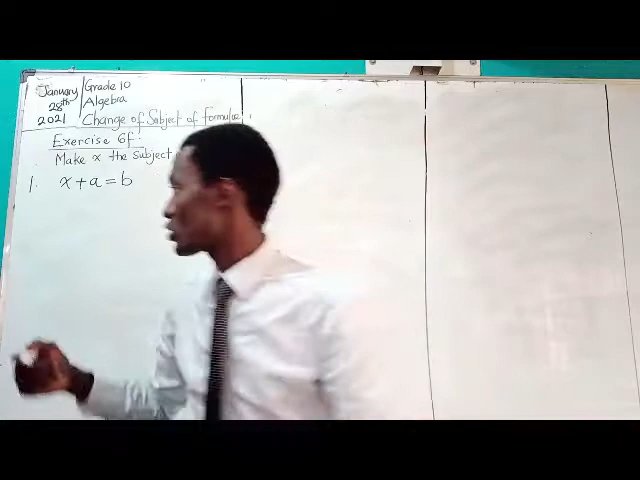 January 28th 2021
Grade 10
Algebra
Change of Subject of Formulae
Exercise 6f:
Make x the Subject
1. x + a = b